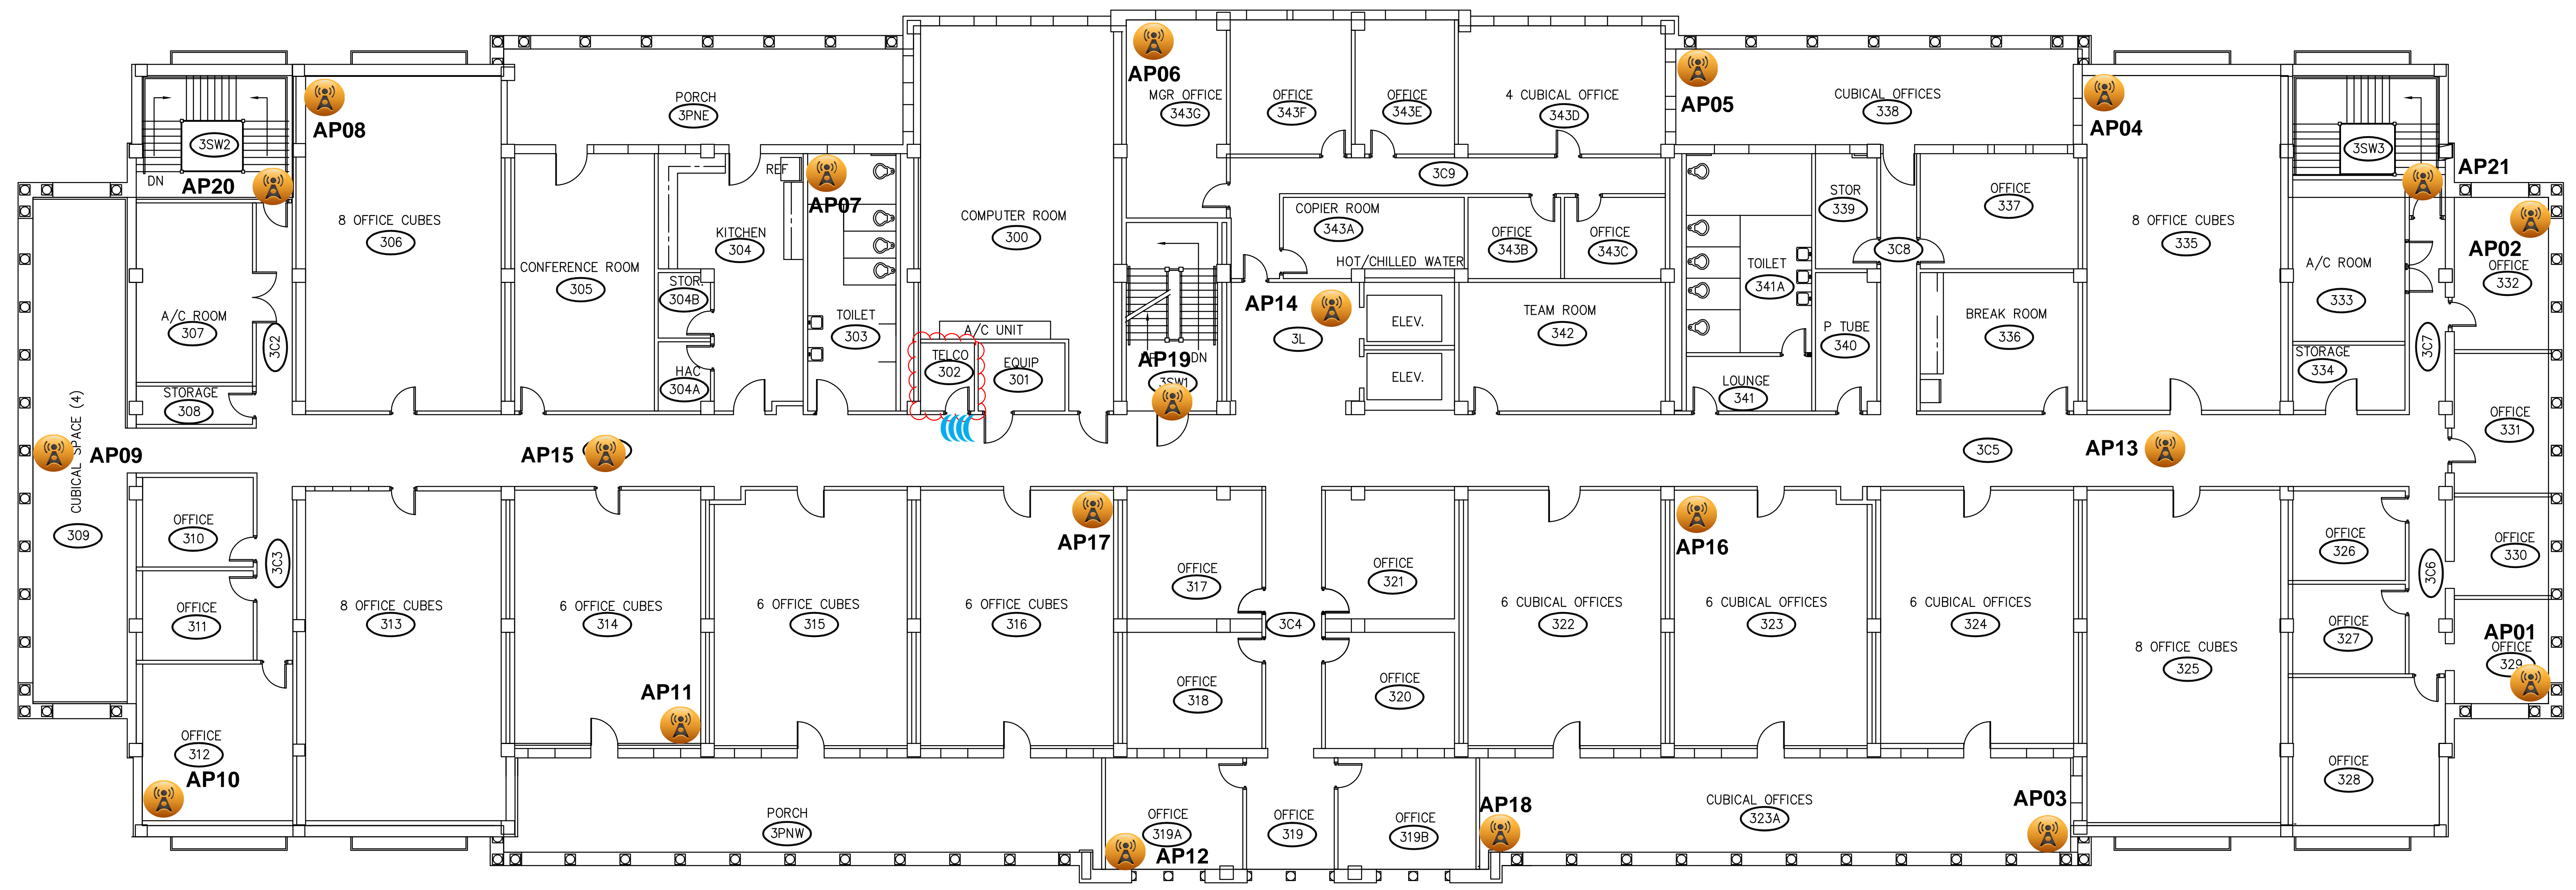 AP08
3SW2
DN
AP20
8 OFFICE CUBES
306
A/C ROOM
307
3C2
STORAGE
308
CUBICAL SPACE (4)
309
AP09
OFFICE
310
3C3
OFFICE
311
OFFICE
312
AP10
8 OFFICE CUBES
313
PORCH
3PNE
CONFERENCE ROOM
305
KITCHEN
304
REF
STOR.
304B
HAC
304A
AP07
TOILET
303
AP15
6 OFFICE CUBES
314
AP11
6 OFFICE CUBES
315
PORCH
3PNW
COMPUTER ROOM
300
A/C UNIT
TELCO
302
EQUIP
301
6 OFFICE CUBES
316
AP17
AP06
MGR OFFICE
343G
OFFICE
343F
OFFICE
343E
4 CUBICAL OFFICE
343D
3C9
COPIER ROOM
343A
HOT/CHILLED WATER
OFFICE
343B
OFFICE
343C
AP19
DN
3SW1
AP14
3L
ELEV.
ELEV.
TEAM ROOM
342
OFFICE
317
OFFICE
318
3C4
OFFICE
321
OFFICE
320
OFFICE
319A
AP12
OFFICE
319
OFFICE
319B
AP18
AP05
CUBICAL OFFICES
338
STOR
339
OFFICE
337
3C8
TOILET
341A
P TUBE
340
BREAK ROOM
336
LOUNGE
341
3C5
AP13
6 CUBICAL OFFICES
322
AP16
6 CUBICAL OFFICES
323
6 CUBICAL OFFICES
324
CUBICAL OFFICES
323A
AP03
AP04
8 OFFICE CUBES
335
3SW3
AP21
A/C ROOM
333
STORAGE
334
3C7
AP02
OFFICE
332
OFFICE
331
OFFICE
330
AP01
OFFICE
329
3C6
OFFICE
326
OFFICE
327
OFFICE
328
8 OFFICE CUBES
325